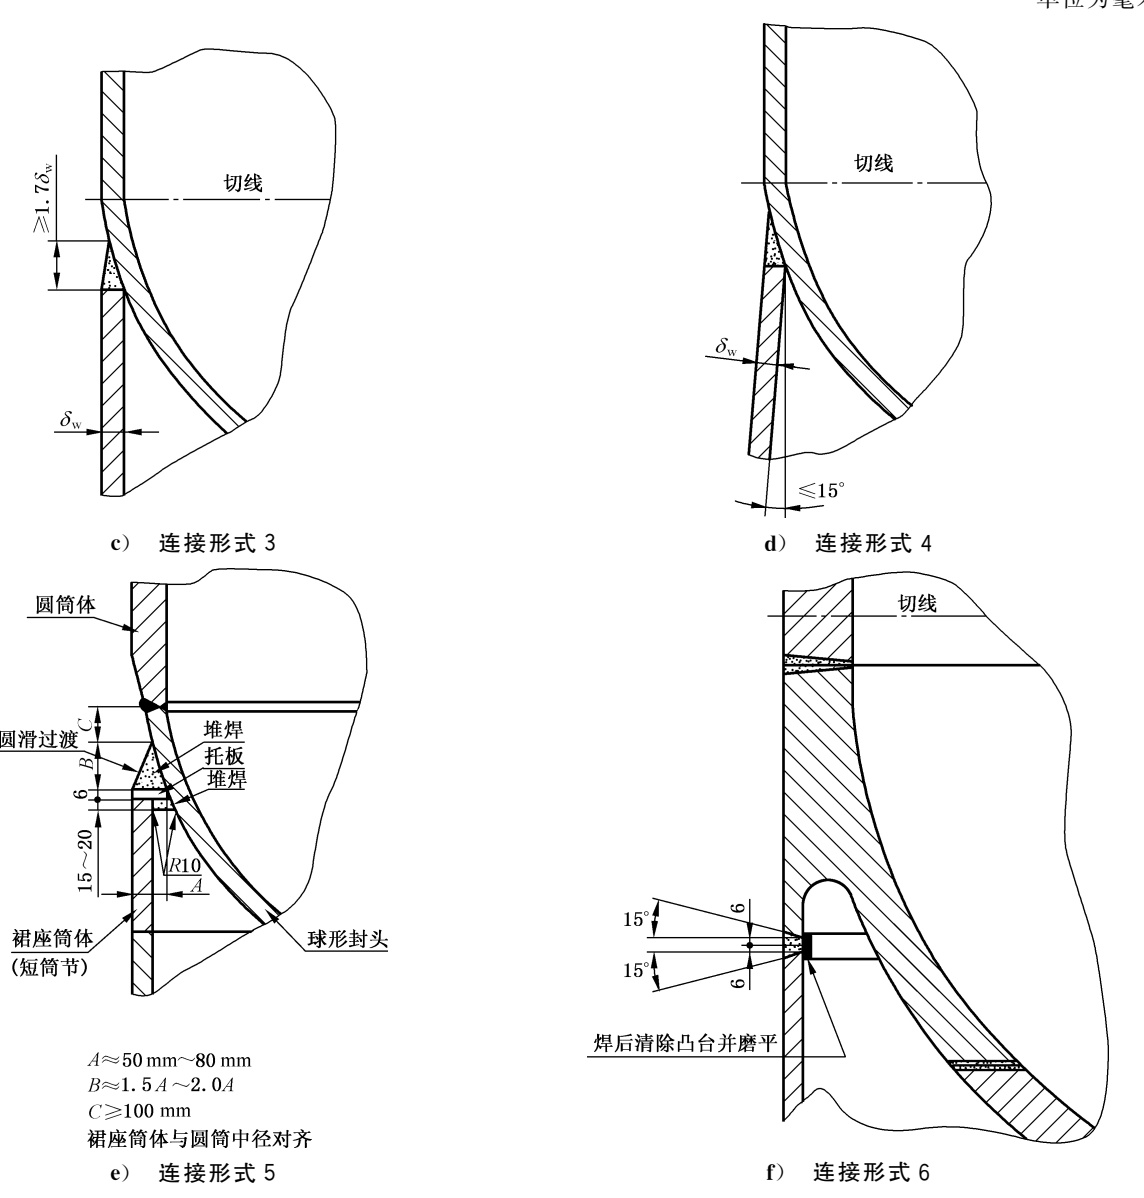 单位为毫米
切线
≥1.7δw
δw
c) 连接形式 3
切线
δw
≤15°
d) 连接形式 4
圆筒体
C
圆滑过渡
B
6
15～20
堆焊
托板
堆焊
R10
A
裙座筒体
(短筒节)
球形封头
A≈50 mm～80 mm
B≈1.5A～2.0A
C≥100 mm
裙座筒体与圆筒中径对齐
e) 连接形式 5
切线
15°
6
15°
6
焊后清除凸台并磨平
f) 连接形式 6